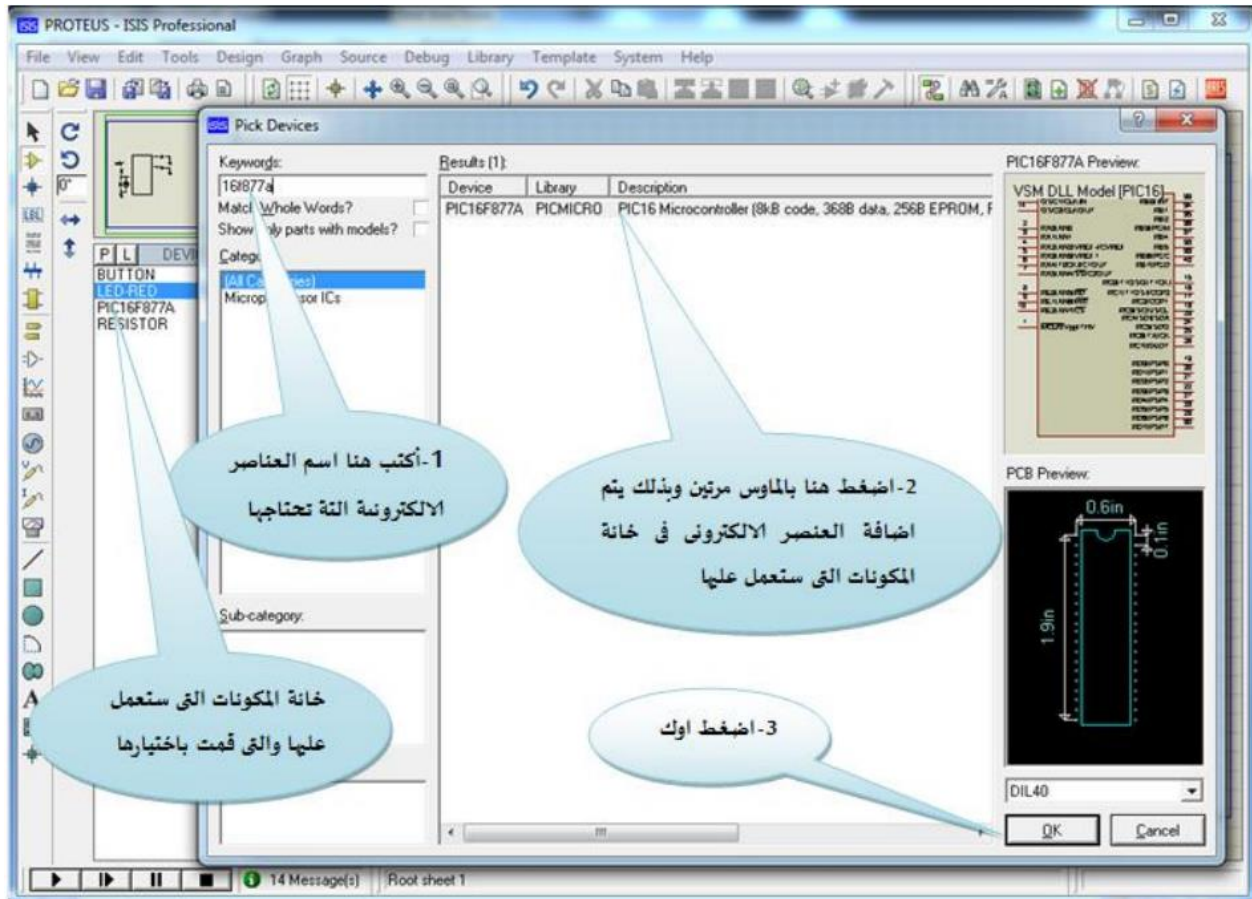 PROTEUS - ISIS Professional
File View Edit Tools Design Graph Source Debug Library Template System Help
Pick Devices
Keywords:
16f877a
Match Whole Words?
Show only parts with models?
Results (1):
Device Library Description
PIC16F877A PICMICRO PIC16 Microcontroller (8kB code, 368B data, 256B EPROM,
(All Categories)
Microprocessor ICs
Sub-category:
P L
BUTTON
LED-RED
PIC16F877A
RESISTOR
1-أكتب هنا اسم العناصر
الالكترونية التة تحتاجها
2-اضغط هنا بالماوس مرتين وبذلك يتم
اضافة العنصر الالكترونى فى خانة
المكونات التى ستعمل عليها
خانة المكونات التى ستعمل
عليها والتى قمت باختيارها
3-اضغط اوك
PIC16F877A Preview:
VSM DLL Model [PIC16]
PCB Preview:
0.6in
0.1in
1.9in
DIL40
OK Cancel
14 Message(s) Root sheet 1